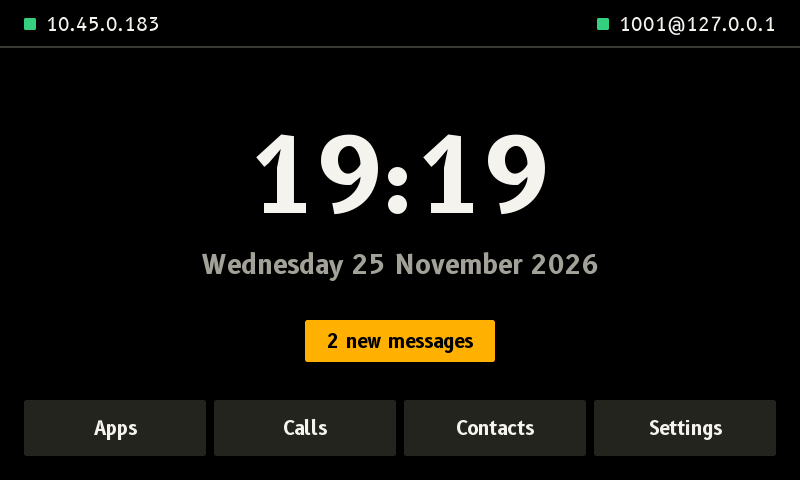 10.45.0.183
1001@127.0.0.1
19:19
Wednesday 25 November 2026
2 new messages
Apps
Calls
Contacts
Settings